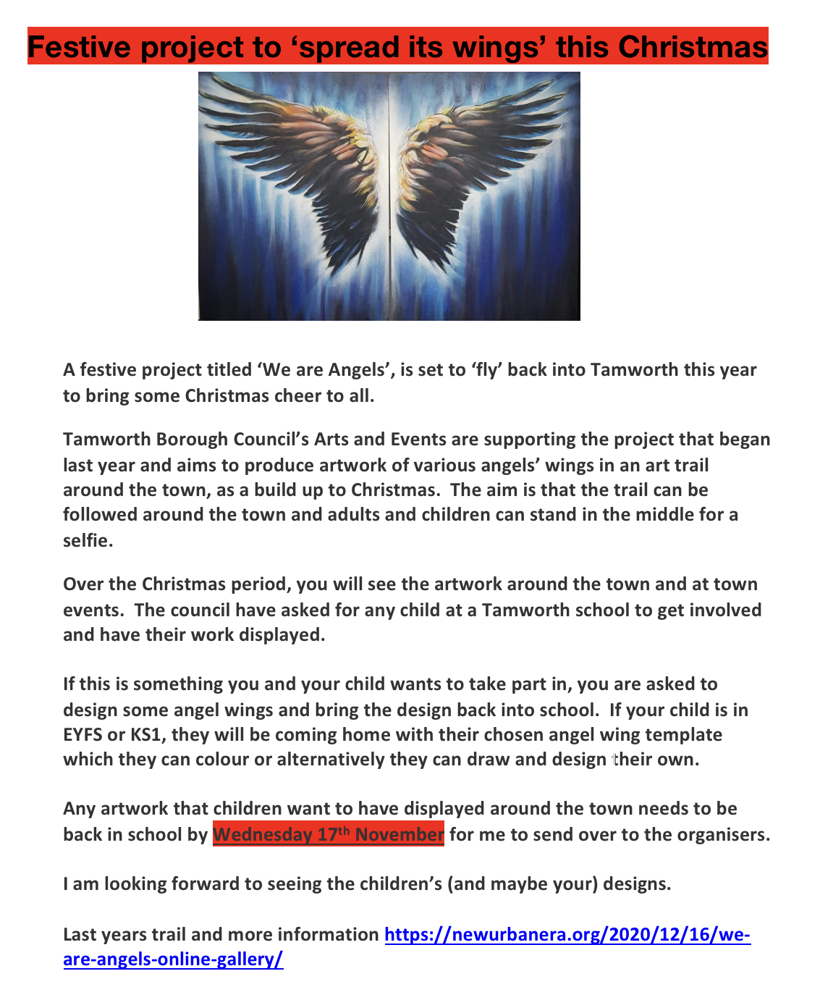 Festive project to ‘spread its wings’ this Christmas
A festive project titled ‘We are Angels’, is set to ‘fly’ back into Tamworth this year
to bring some Christmas cheer to all.
Tamworth Borough Council’s Arts and Events are supporting the project that began
last year and aims to produce artwork of various angels’ wings in an art trail
around the town, as a build up to Christmas.  The aim is that the trail can be
followed around the town and adults and children can stand in the middle for a
selfie.
Over the Christmas period, you will see the artwork around the town and at town
events.  The council have asked for any child at a Tamworth school to get involved
and have their work displayed.
If this is something you and your child wants to take part in, you are asked to
design some angel wings and bring the design back into school.  If your child is in
EYFS or KS1, they will be coming home with their chosen angel wing template
which they can colour or alternatively they can draw and design their own.
Any artwork that children want to have displayed around the town needs to be
back in school by Wednesday 17th November for me to send over to the organisers.
I am looking forward to seeing the children’s (and maybe your) designs.
Last years trail and more information https://newurbanera.org/2020/12/16/we-
are-angels-online-gallery/